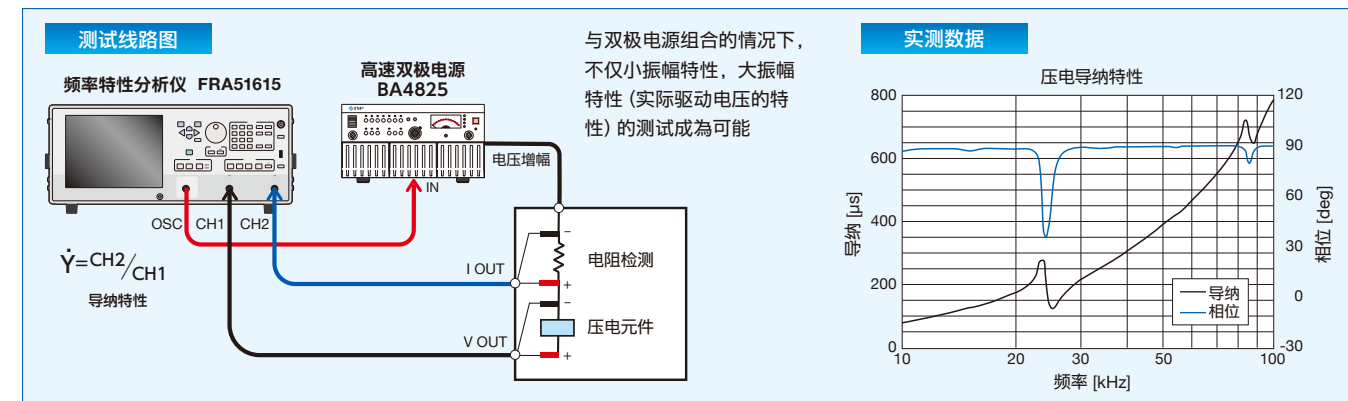 测试线路图
频率特性分析仪 FRA51615
高速双极电源
BA4825
电压增幅
IN
OSC
CH1
CH2
Ẏ=CH2/CH1
导纳特性
I OUT
V OUT
−
电阻检测
+
−
压电元件
+
与双极电源组合的情况下，
不仅小振幅特性，大振幅
特性（实际驱动电压的特
性）的测试成為可能
实测数据
压电导纳特性
800
600
400
200
0
导纳 [μs]
120
90
60
30
0
-30
相位 [deg]
导纳
相位
10
20
30
50
100
频率 [kHz]